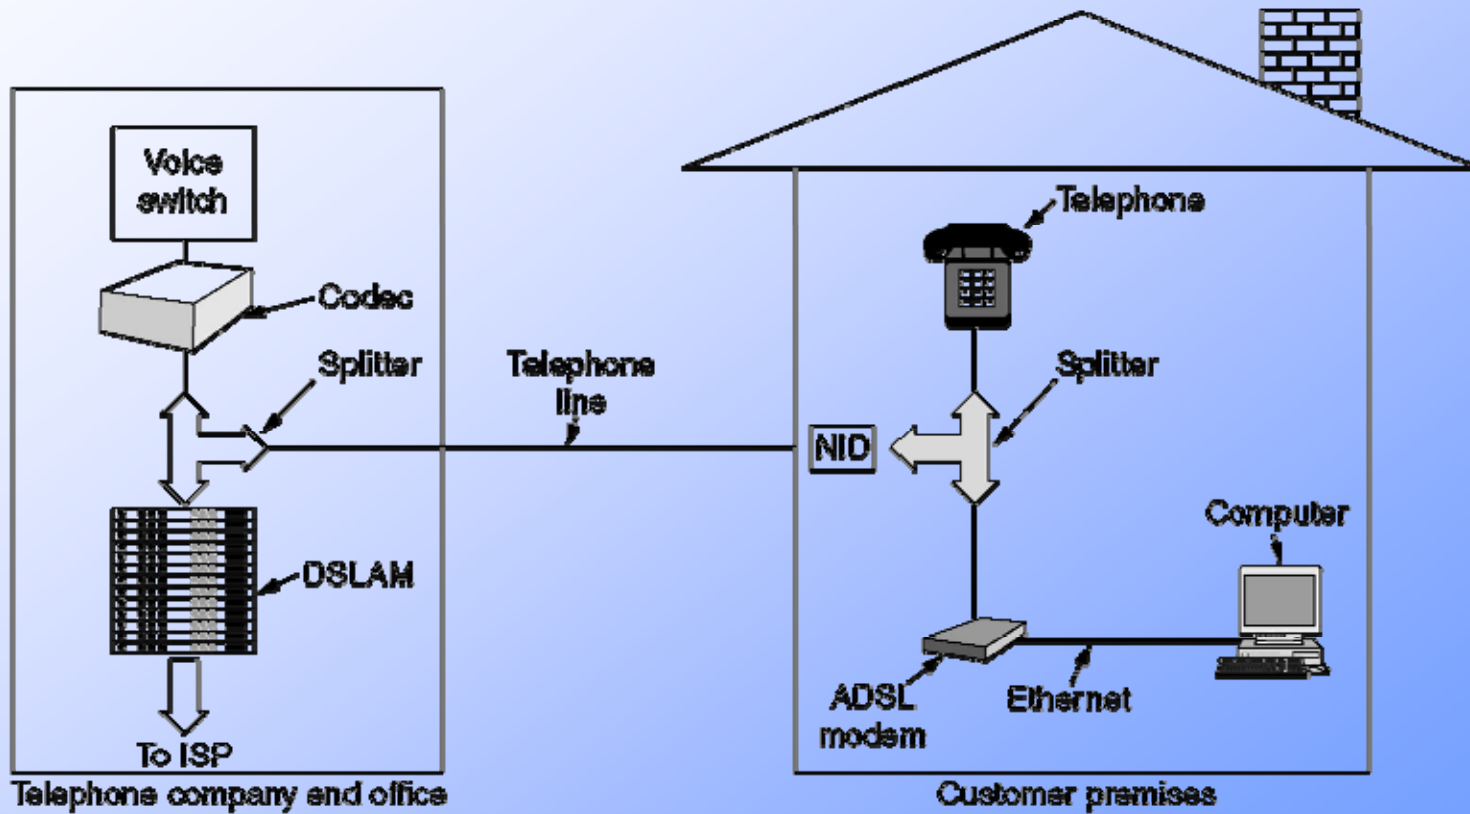 Voice
switch
Codec
Splitter
DSLAM
To ISP
Telephone company end office
Telephone
line
Telephone
Splitter
NID
Computer
ADSL
modem
Ethernet
Customer premises